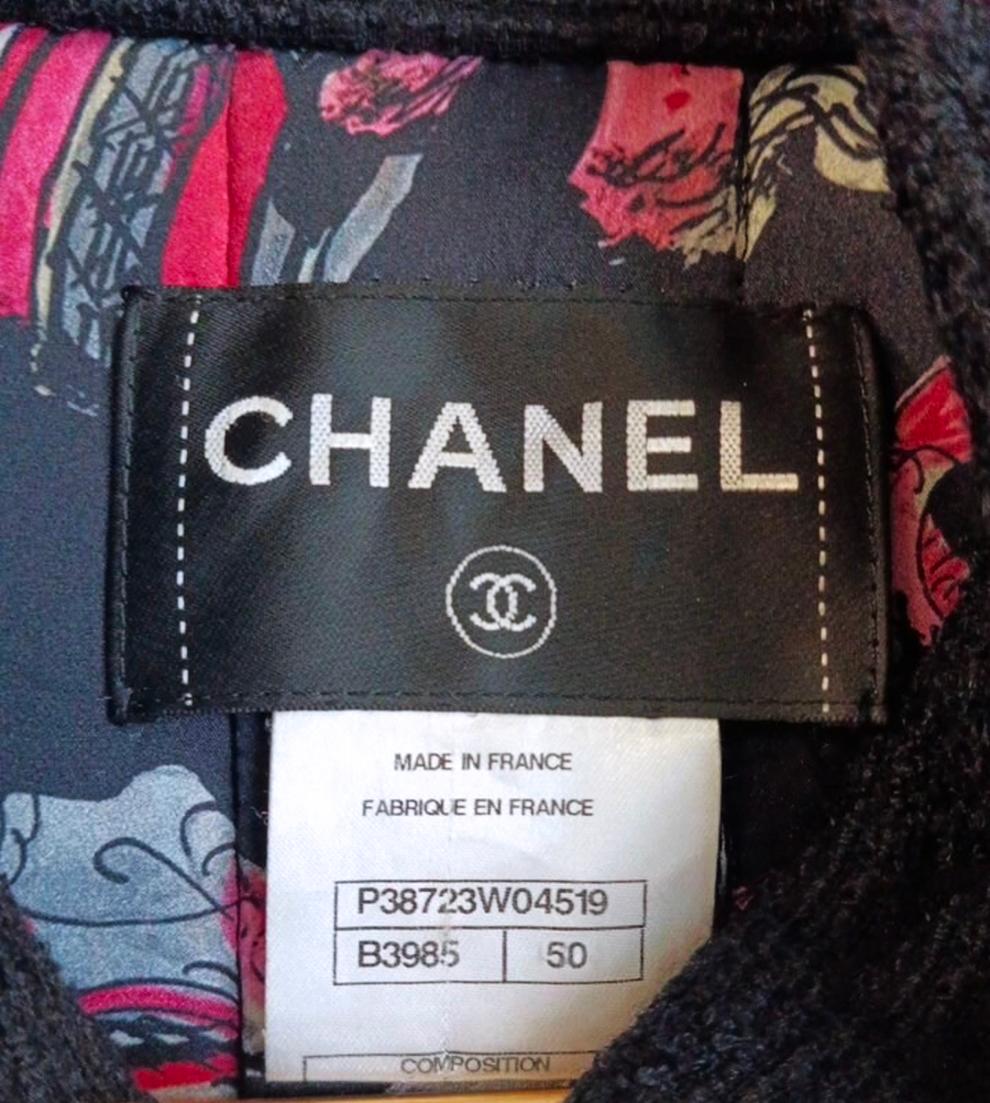 CHANEL
MADE IN FRANCE
FABRIQUE EN FRANCE
P38723W04519
B3985 50
COMPOSITION